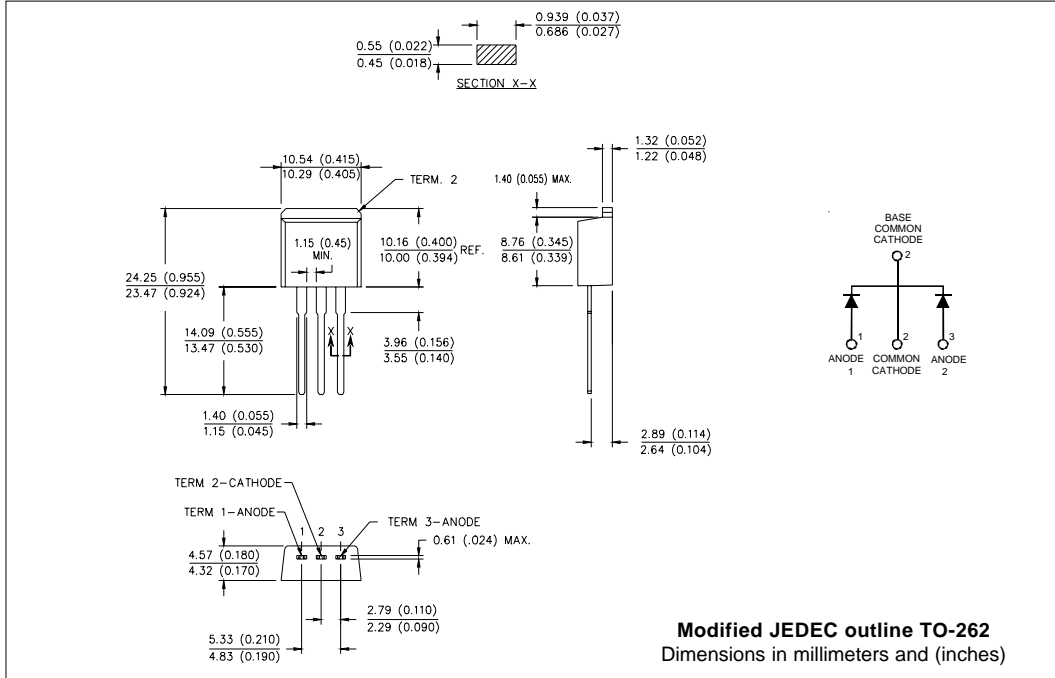 0.939 (0.037)
0.686 (0.027)
0.55 (0.022)
0.45 (0.018)
SECTION X-X
10.54 (0.415)
10.29 (0.405)
TERM. 2
1.32 (0.052)
1.22 (0.048)
1.40 (0.055) MAX.
1.15 (0.45)
MIN.
10.16 (0.400)
10.00 (0.394)
REF.
8.76 (0.345)
8.61 (0.339)
24.25 (0.955)
23.47 (0.924)
14.09 (0.555)
13.47 (0.530)
X X
3.96 (0.156)
3.55 (0.140)
1.40 (0.055)
1.15 (0.045)
2.89 (0.114)
2.64 (0.104)
BASE
COMMON
CATHODE
2
1 2 3
ANODE COMMON ANODE
1 CATHODE 2
TERM 2-CATHODE
TERM 1-ANODE
TERM 3-ANODE
1 2 3
0.61 (.024) MAX.
4.57 (0.180)
4.32 (0.170)
2.79 (0.110)
2.29 (0.090)
5.33 (0.210)
4.83 (0.190)
Modified JEDEC outline TO-262
Dimensions in millimeters and (inches)